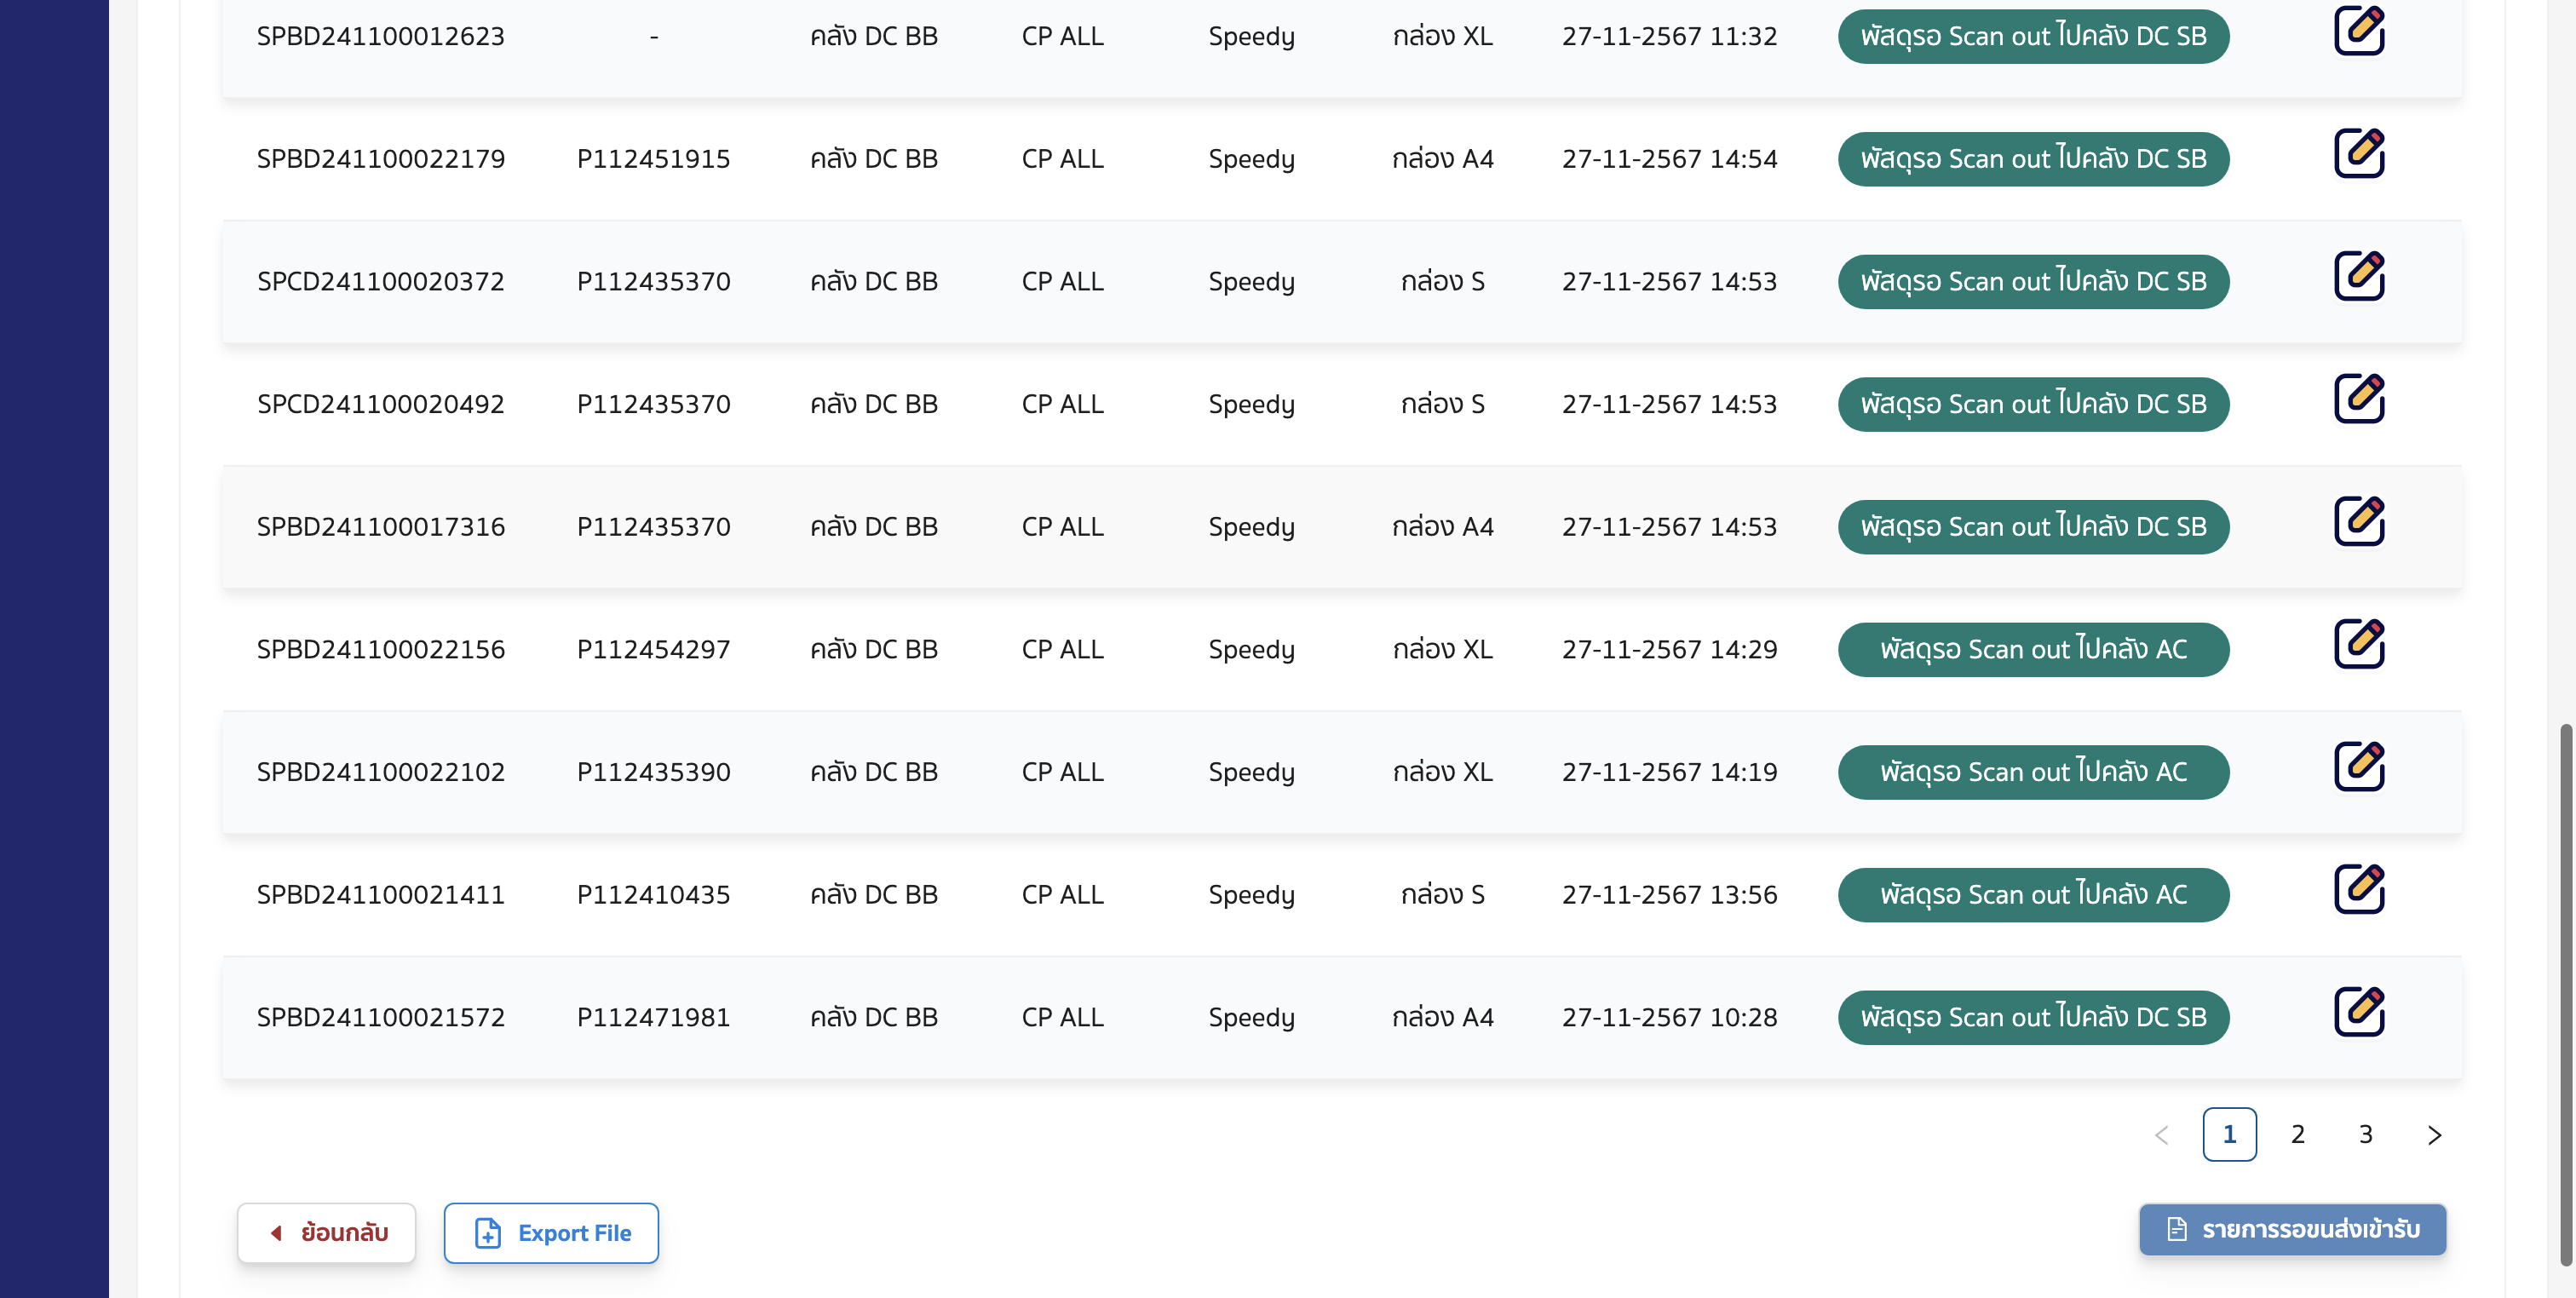 SPBD241100012623 - คลัง DC BB CP ALL Speedy กล่อง XL 27-11-2567 11:32 พัสดุรอ Scan out ไปคลัง DC SB
SPBD241100022179 P112451915 คลัง DC BB CP ALL Speedy กล่อง A4 27-11-2567 14:54 พัสดุรอ Scan out ไปคลัง DC SB
SPCD241100020372 P112435370 คลัง DC BB CP ALL Speedy กล่อง S 27-11-2567 14:53 พัสดุรอ Scan out ไปคลัง DC SB
SPCD241100020492 P112435370 คลัง DC BB CP ALL Speedy กล่อง S 27-11-2567 14:53 พัสดุรอ Scan out ไปคลัง DC SB
SPBD241100017316 P112435370 คลัง DC BB CP ALL Speedy กล่อง A4 27-11-2567 14:53 พัสดุรอ Scan out ไปคลัง DC SB
SPBD241100022156 P112454297 คลัง DC BB CP ALL Speedy กล่อง XL 27-11-2567 14:29 พัสดุรอ Scan out ไปคลัง AC
SPBD241100022102 P112435390 คลัง DC BB CP ALL Speedy กล่อง XL 27-11-2567 14:19 พัสดุรอ Scan out ไปคลัง AC
SPBD241100021411 P112410435 คลัง DC BB CP ALL Speedy กล่อง S 27-11-2567 13:56 พัสดุรอ Scan out ไปคลัง AC
SPBD241100021572 P112471981 คลัง DC BB CP ALL Speedy กล่อง A4 27-11-2567 10:28 พัสดุรอ Scan out ไปคลัง DC SB
1 2 3
ย้อนกลับ Export File รายการรอขนส่งเข้ารับ